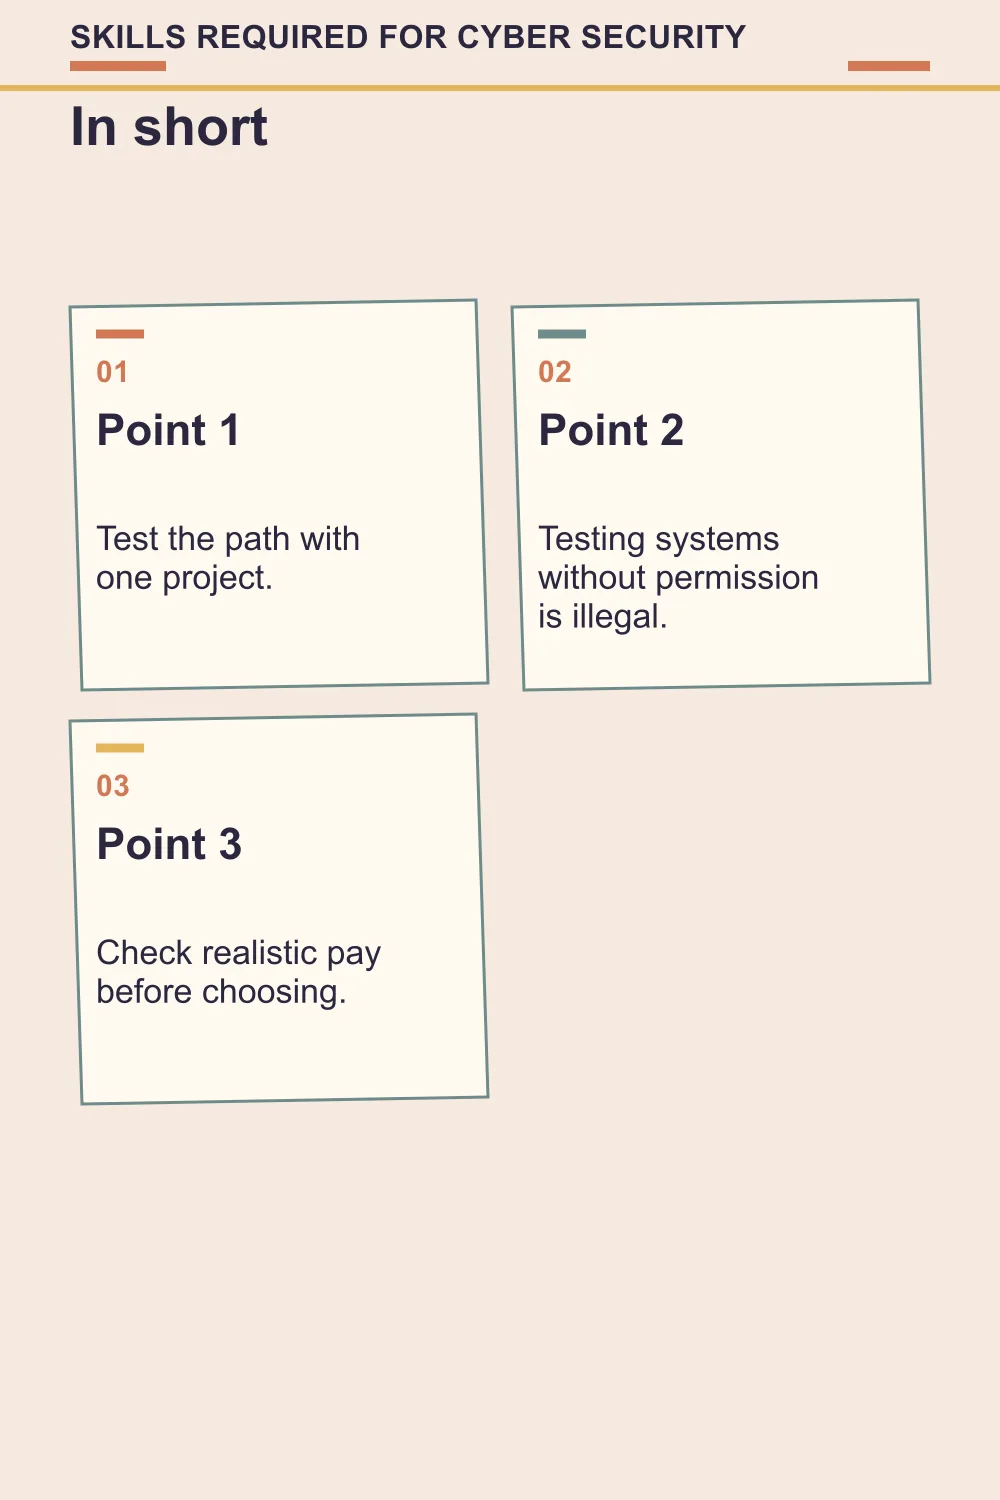 SKILLS REQUIRED FOR CYBER SECURITY
In short
01
Point 1
Test the path with
one project.
02
Point 2
Testing systems
without permission
is illegal.
03
Point 3
Check realistic pay
before choosing.